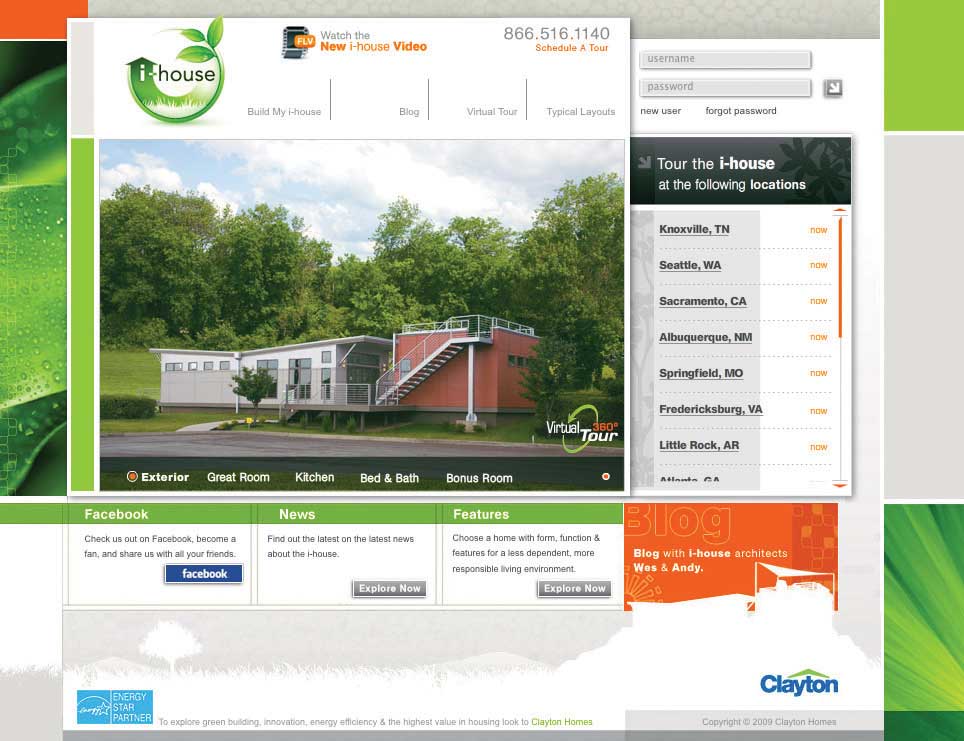 Watch the
New i-house Video
FLV
866.516.1140
Schedule A Tour
i-house
Build My i-house
Blog
Virtual Tour
Typical Layouts
username
password
new user
forgot password
Tour the i-house
at the following locations
Knoxville, TN now
Seattle, WA now
Sacramento, CA now
Albuquerque, NM now
Springfield, MO now
Fredericksburg, VA now
Little Rock, AR now
Atlanta, GA now
Virtual 360°
Tour
Exterior
Great Room
Kitchen
Bed & Bath
Bonus Room
Facebook
Check us out on Facebook, become a
fan, and share us with all your friends.
facebook
News
Find out the latest on the latest news
about the i-house.
Explore Now
Features
Choose a home with form, function &
features for a less dependent, more
responsible living environment.
Explore Now
Blog
Blog with i-house architects
Wes & Andy.
energy
ENERGY
STAR
PARTNER
To explore green building, innovation, energy efficiency & the highest value in housing look to Clayton Homes
Clayton
Copyright © 2009 Clayton Homes